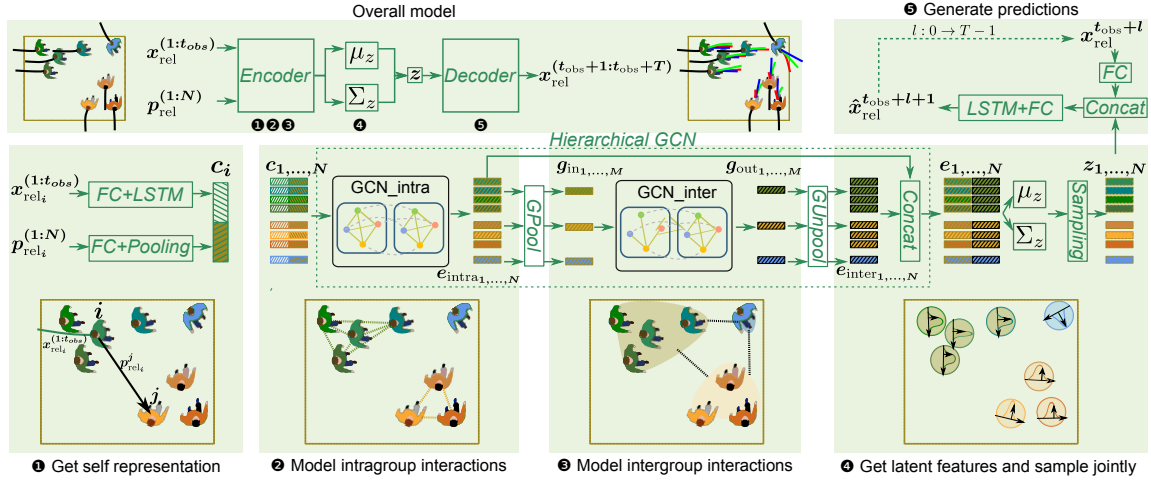 Overall model
x_rel^(1:t_obs)
p_rel^(1:N)
Encoder
❶❷❸
μ_z
Σ_z
❹
z
Decoder
❺
x_rel^(t_obs+1:t_obs+T)
❺ Generate predictions
l : 0 → T − 1
x_rel^t_obs+l
FC
x̂_rel^t_obs+l+1
LSTM+FC
Concat
x_rel_i^(1:t_obs)
FC+LSTM
p_rel_i^(1:N)
FC+Pooling
c_i
Hierarchical GCN
c_1,...,N
GCN_intra
e_intra_1,...,N
GPool
g_in_1,...,M
GCN_inter
g_out_1,...,M
GUnpool
e_inter_1,...,N
Concat
e_1,...,N
μ_z
Σ_z
Sampling
z_1,...,N
i
x_rel_i^(1:t_obs)
p_rel_i^j
j
❶ Get self representation
❷ Model intragroup interactions
❸ Model intergroup interactions
❹ Get latent features and sample jointly